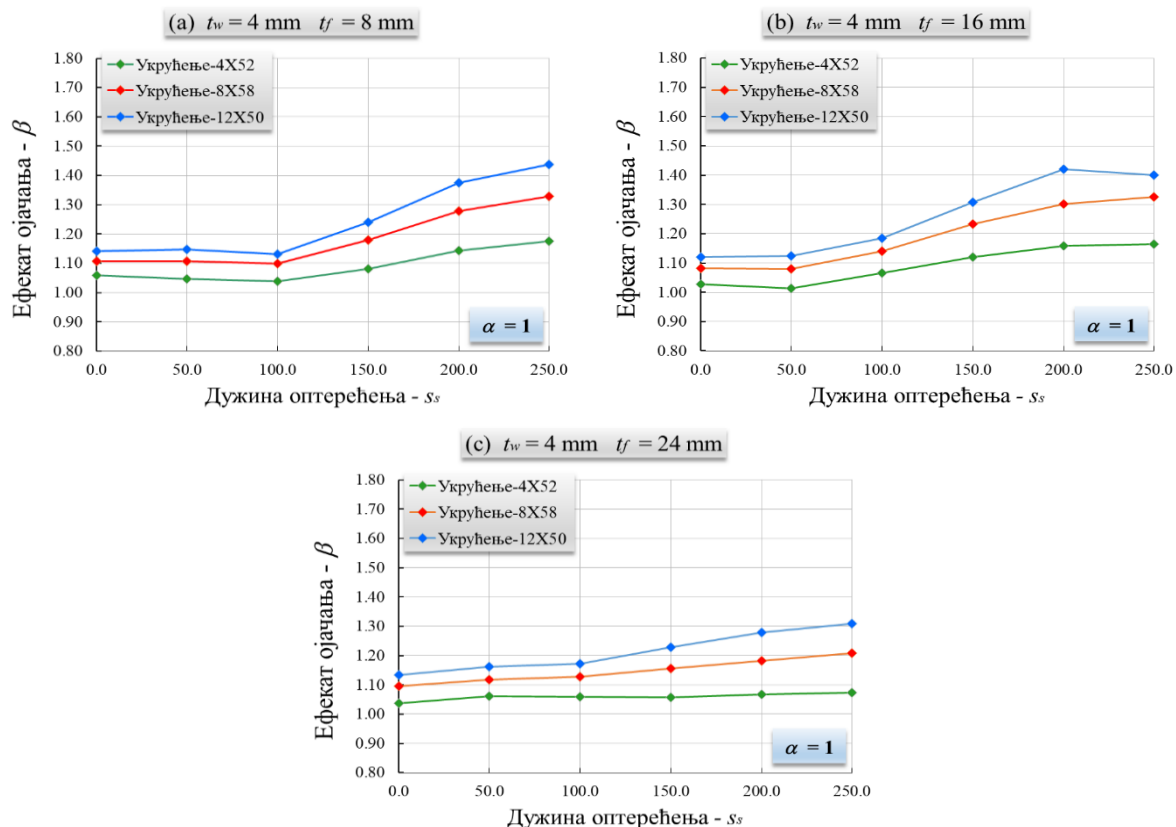 (a) tw = 4 mm tf = 8 mm
Ефекат ојачања - β
1.80
1.70
1.60
1.50
1.40
1.30
1.20
1.10
1.00
0.90
0.80
Укрућење-4X52
Укрућење-8X58
Укрућење-12X50
α = 1
0.0 50.0 100.0 150.0 200.0 250.0
Дужина оптерећења - ss
(b) tw = 4 mm tf = 16 mm
Ефекат ојачања - β
1.80
1.70
1.60
1.50
1.40
1.30
1.20
1.10
1.00
0.90
0.80
Укрућење-4X52
Укрућење-8X58
Укрућење-12X50
α = 1
0.0 50.0 100.0 150.0 200.0 250.0
Дужина оптерећења - ss
(c) tw = 4 mm tf = 24 mm
Ефекат ојачања - β
1.80
1.70
1.60
1.50
1.40
1.30
1.20
1.10
1.00
0.90
0.80
Укрућење-4X52
Укрућење-8X58
Укрућење-12X50
α = 1
0.0 50.0 100.0 150.0 200.0 250.0
Дужина оптерећења - ss